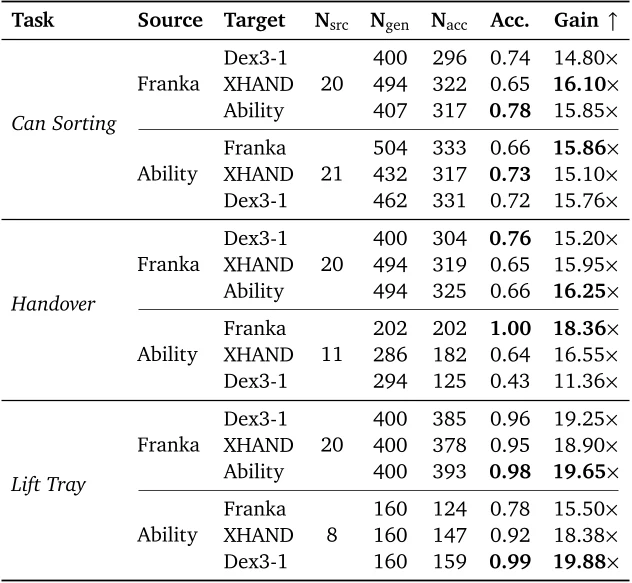 Task Source Target Nsrc Ngen Nacc Acc. Gain ↑
Dex3-1 400 296 0.74 14.80×
Franka XHAND 20 494 322 0.65 16.10×
Ability 407 317 0.78 15.85×
Can Sorting
Franka 504 333 0.66 15.86×
Ability XHAND 21 432 317 0.73 15.10×
Dex3-1 462 331 0.72 15.76×
Dex3-1 400 304 0.76 15.20×
Franka XHAND 20 494 319 0.65 15.95×
Ability 494 325 0.66 16.25×
Handover
Franka 202 202 1.00 18.36×
Ability XHAND 11 286 182 0.64 16.55×
Dex3-1 294 125 0.43 11.36×
Dex3-1 400 385 0.96 19.25×
Franka XHAND 20 400 378 0.95 18.90×
Ability 400 393 0.98 19.65×
Lift Tray
Franka 160 124 0.78 15.50×
Ability XHAND 8 160 147 0.92 18.38×
Dex3-1 160 159 0.99 19.88×